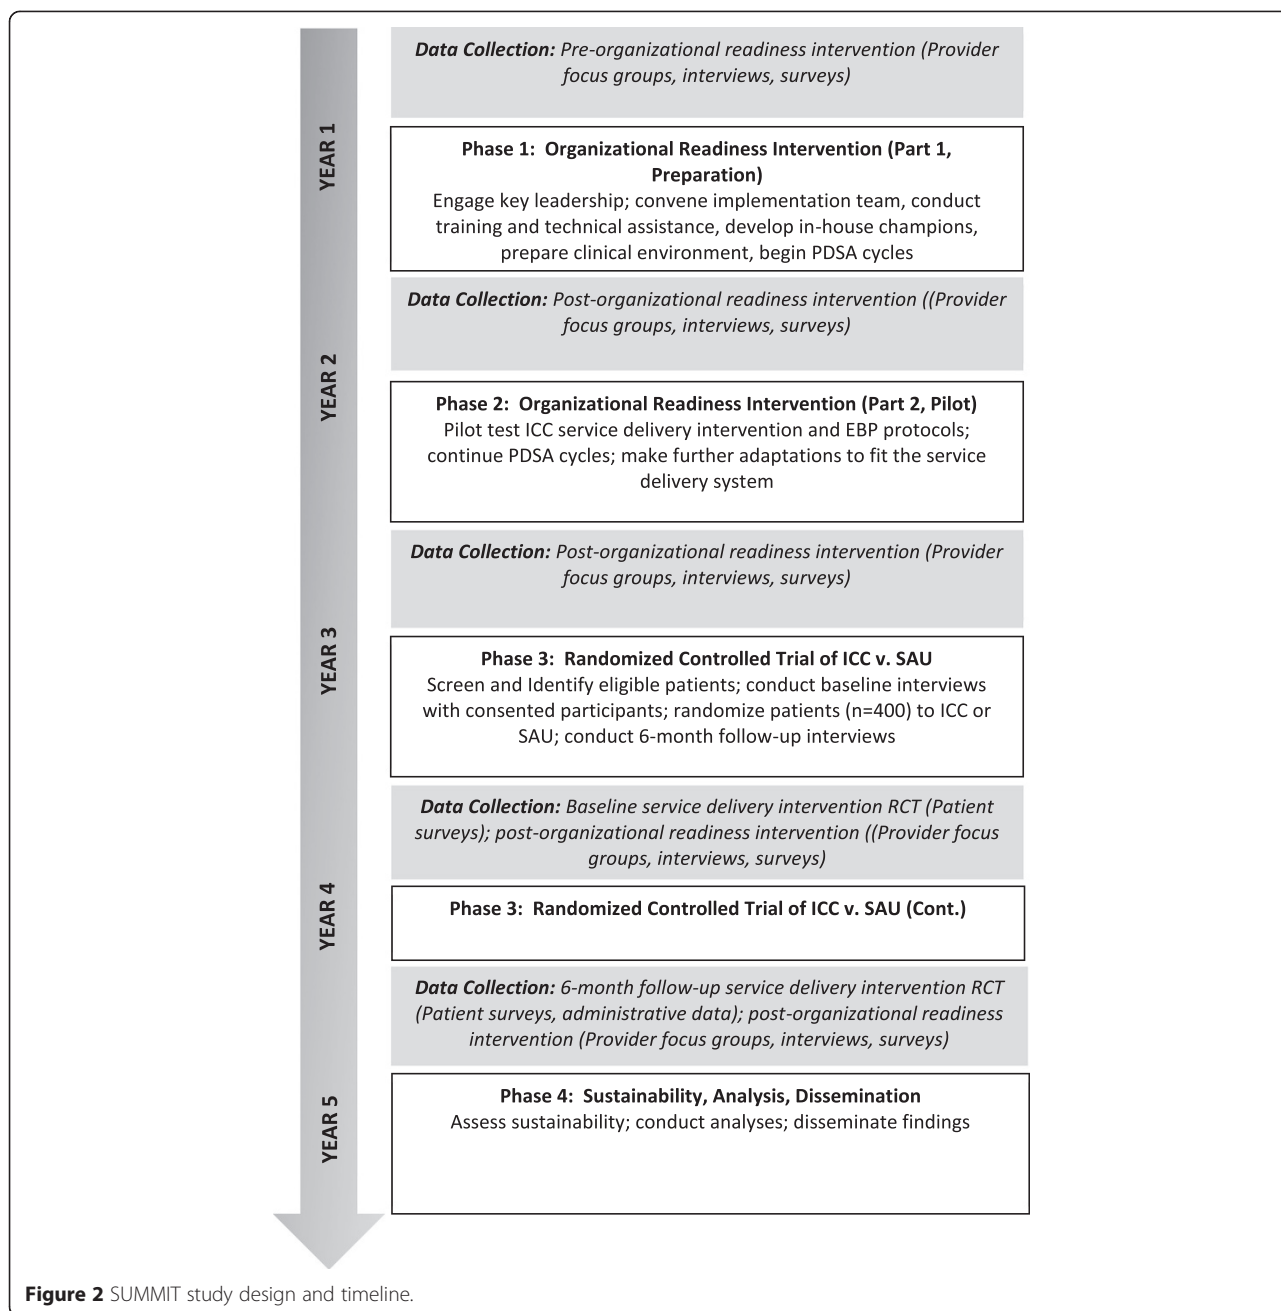 Data Collection: Pre-organizational readiness intervention (Provider
focus groups, interviews, surveys)
YEAR 1
Phase 1: Organizational Readiness Intervention (Part 1,
Preparation)
Engage key leadership; convene implementation team, conduct
training and technical assistance, develop in-house champions,
prepare clinical environment, begin PDSA cycles
Data Collection: Post-organizational readiness intervention ((Provider
focus groups, interviews, surveys)
YEAR 2
Phase 2: Organizational Readiness Intervention (Part 2, Pilot)
Pilot test ICC service delivery intervention and EBP protocols;
continue PDSA cycles; make further adaptations to fit the service
delivery system
Data Collection: Post-organizational readiness intervention (Provider
focus groups, interviews, surveys)
YEAR 3
Phase 3: Randomized Controlled Trial of ICC v. SAU
Screen and Identify eligible patients; conduct baseline interviews
with consented participants; randomize patients (n=400) to ICC or
SAU; conduct 6-month follow-up interviews
Data Collection: Baseline service delivery intervention RCT (Patient
surveys); post-organizational readiness intervention ((Provider focus
groups, interviews, surveys)
YEAR 4
Phase 3: Randomized Controlled Trial of ICC v. SAU (Cont.)
Data Collection: 6-month follow-up service delivery intervention RCT
(Patient surveys, administrative data); post-organizational readiness
intervention (Provider focus groups, interviews, surveys)
YEAR 5
Phase 4: Sustainability, Analysis, Dissemination
Assess sustainability; conduct analyses; disseminate findings
Figure 2 SUMMIT study design and timeline.